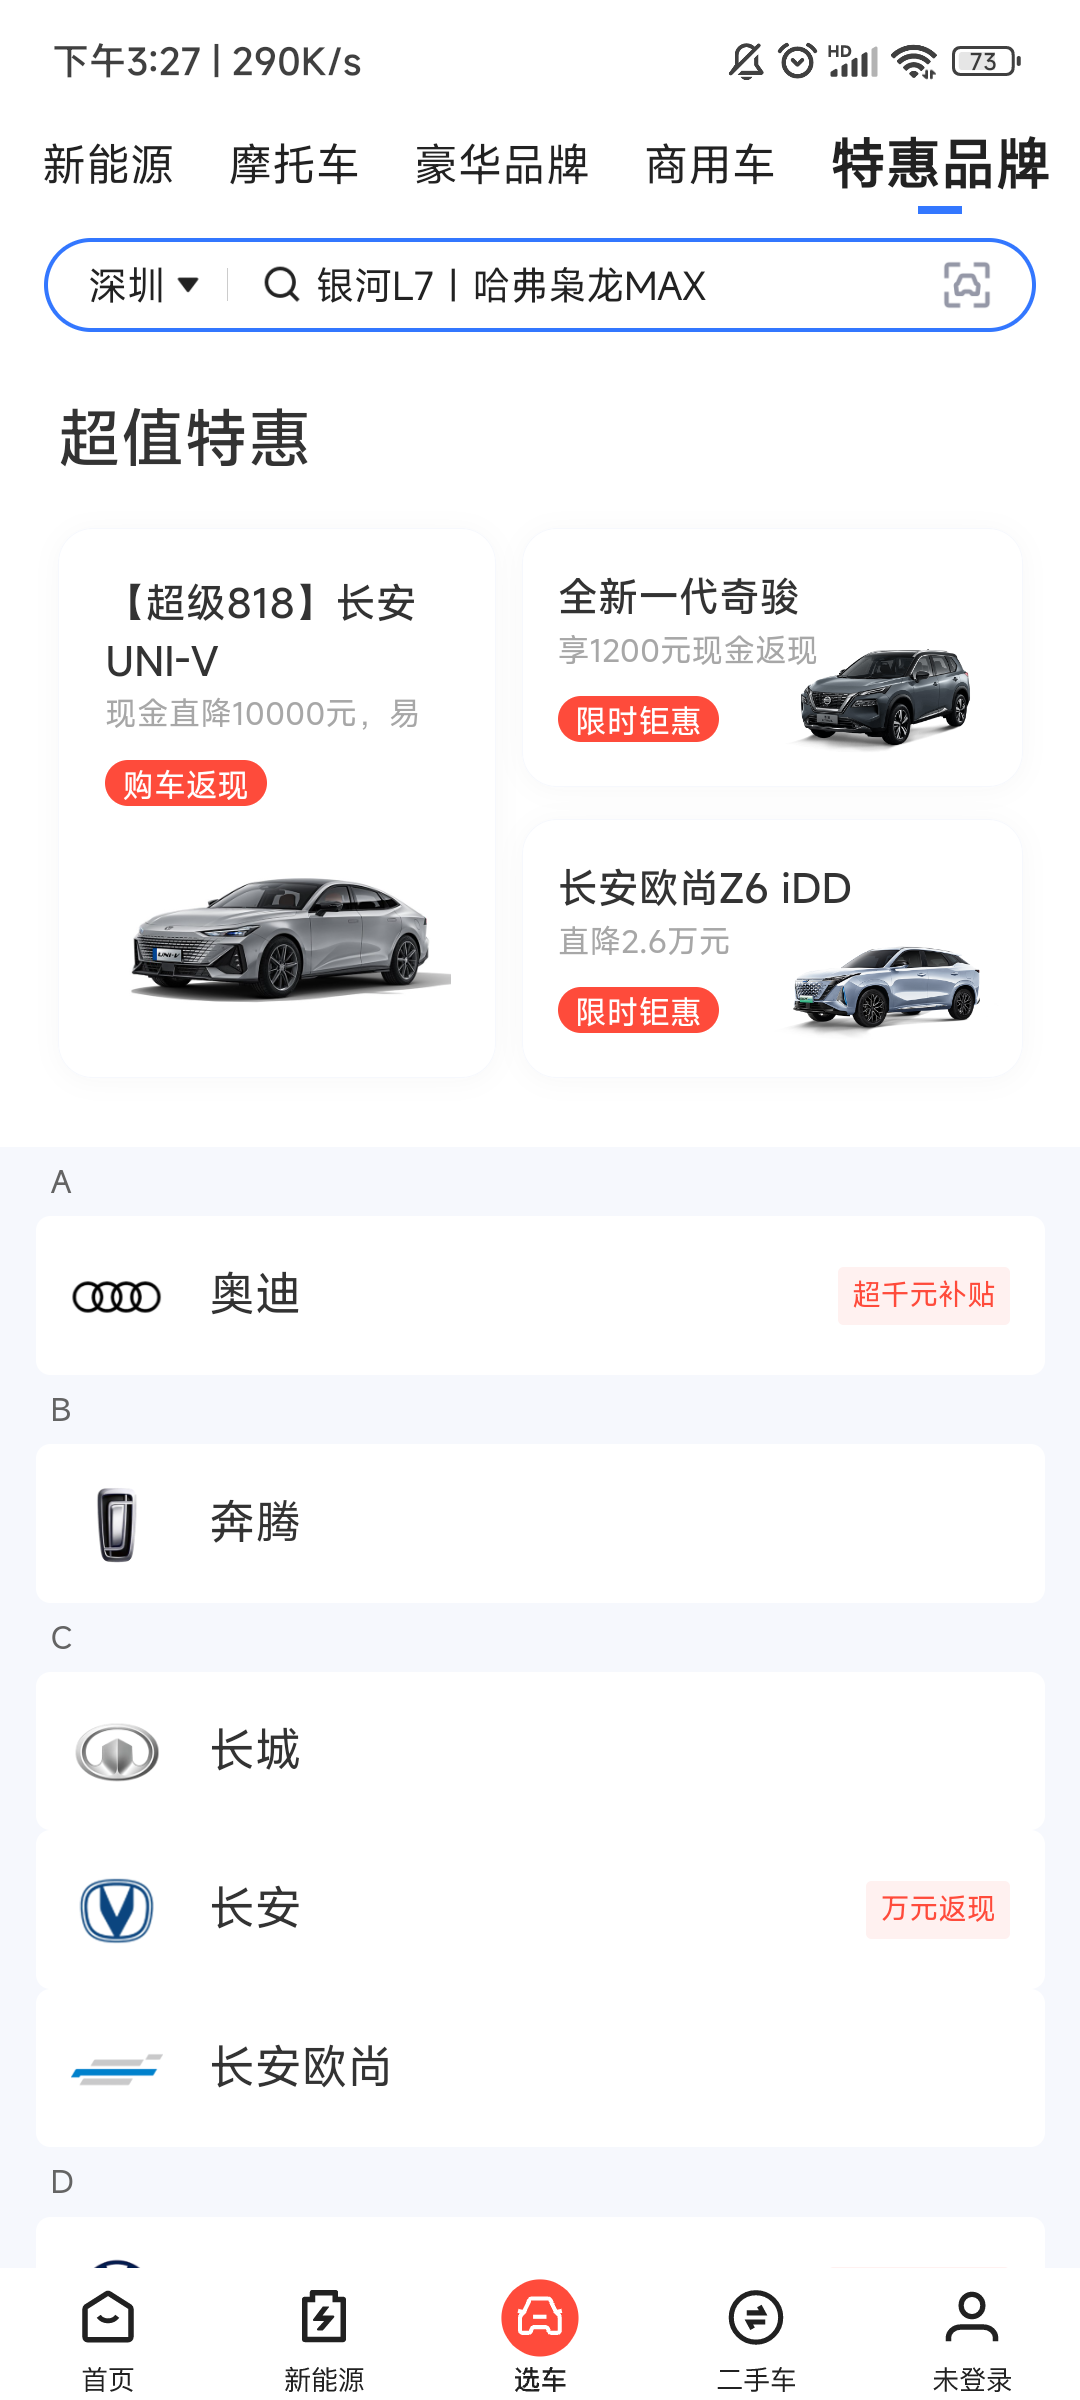 下午3:27 | 290K/s
HD
73
新能源 摩托车 豪华品牌 商用车 特惠品牌
深圳 银河L7丨哈弗枭龙MAX
超值特惠
【超级818】长安
UNI-V
现金直降10000元，易
购车返现
UNI-V
全新一代奇骏
享1200元现金返现
限时钜惠
长安欧尚Z6 iDD
直降2.6万元
限时钜惠
A
奥迪 超千元补贴
B
奔腾
C
长城
长安 万元返现
长安欧尚
D
首页 新能源 选车 二手车 未登录